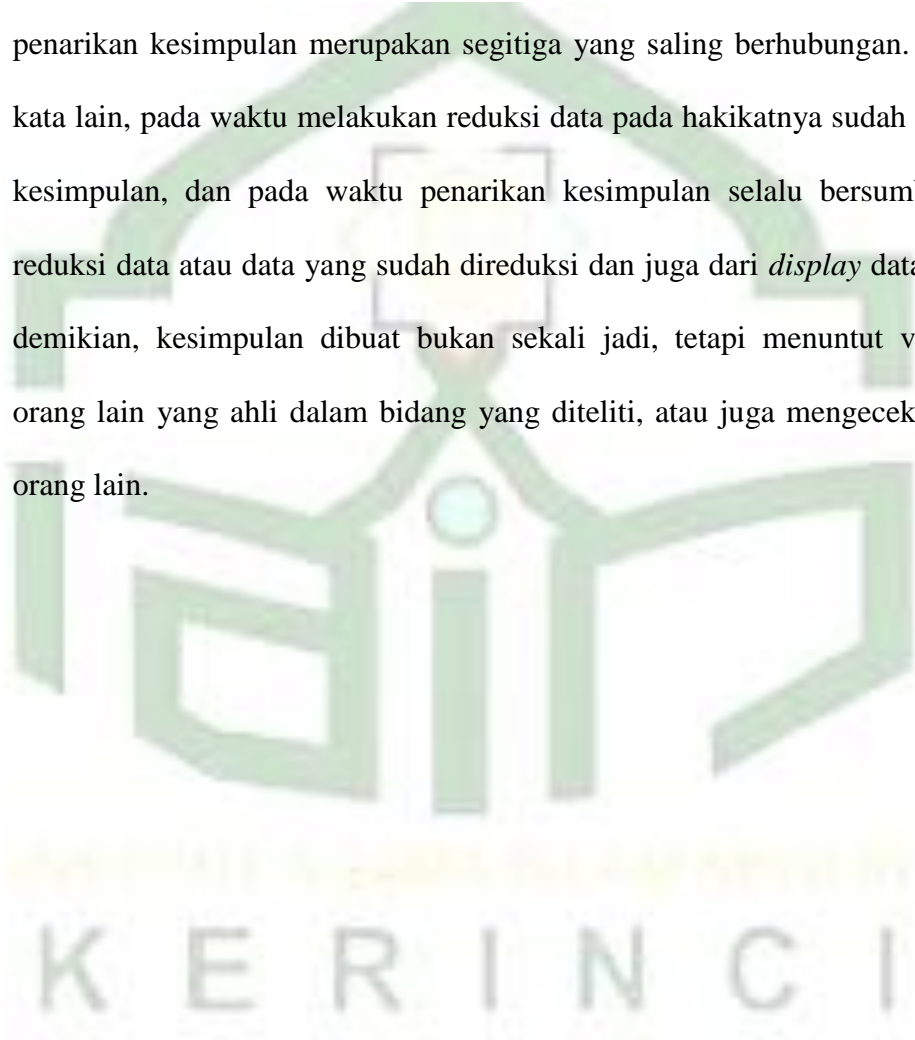 penarikan kesimpulan merupakan segitiga yang saling berhubungan.
kata lain, pada waktu melakukan reduksi data pada hakikatnya sudah
kesimpulan, dan pada waktu penarikan kesimpulan selalu
reduksi data atau data yang sudah direduksi dan juga dari display data
demikian, kesimpulan dibuat bukan sekali jadi, tetapi menuntut
orang lain yang ahli dalam bidang yang diteliti, atau juga mengecek
orang lain.
iain
KERINCI